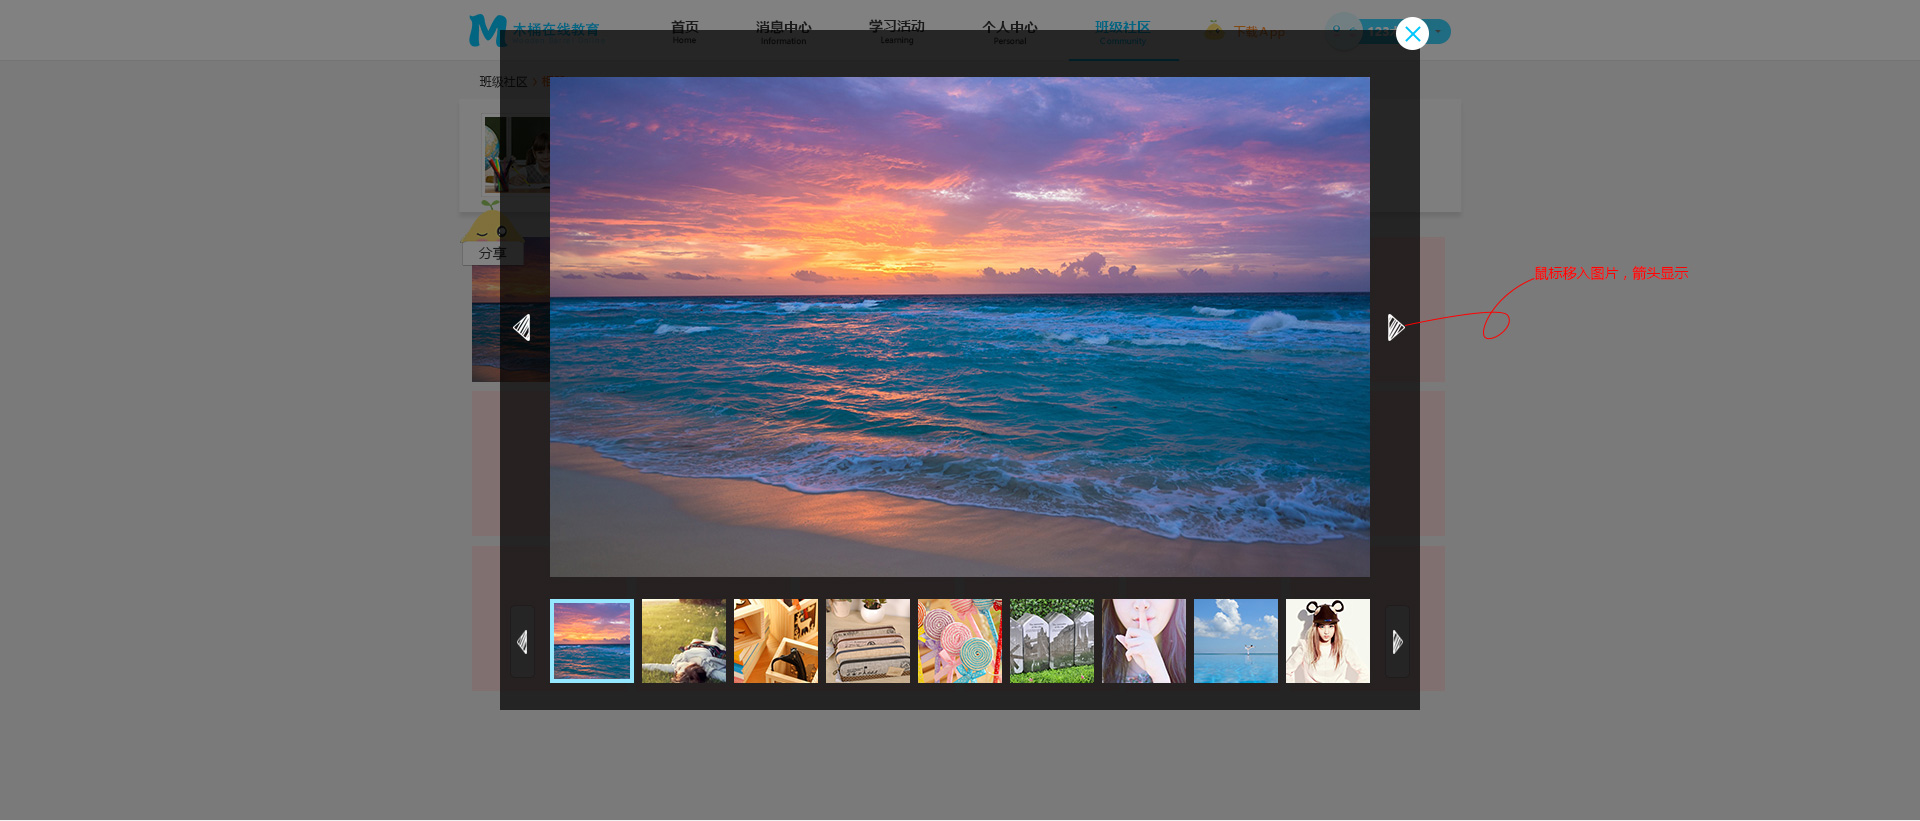 木桶在线教育
首页
Home
消息中心
Information
学习活动
Learning
个人中心
Personal
班级社区
Community
下载App
班级社区 >
分享
鼠标移入图片，箭头显示